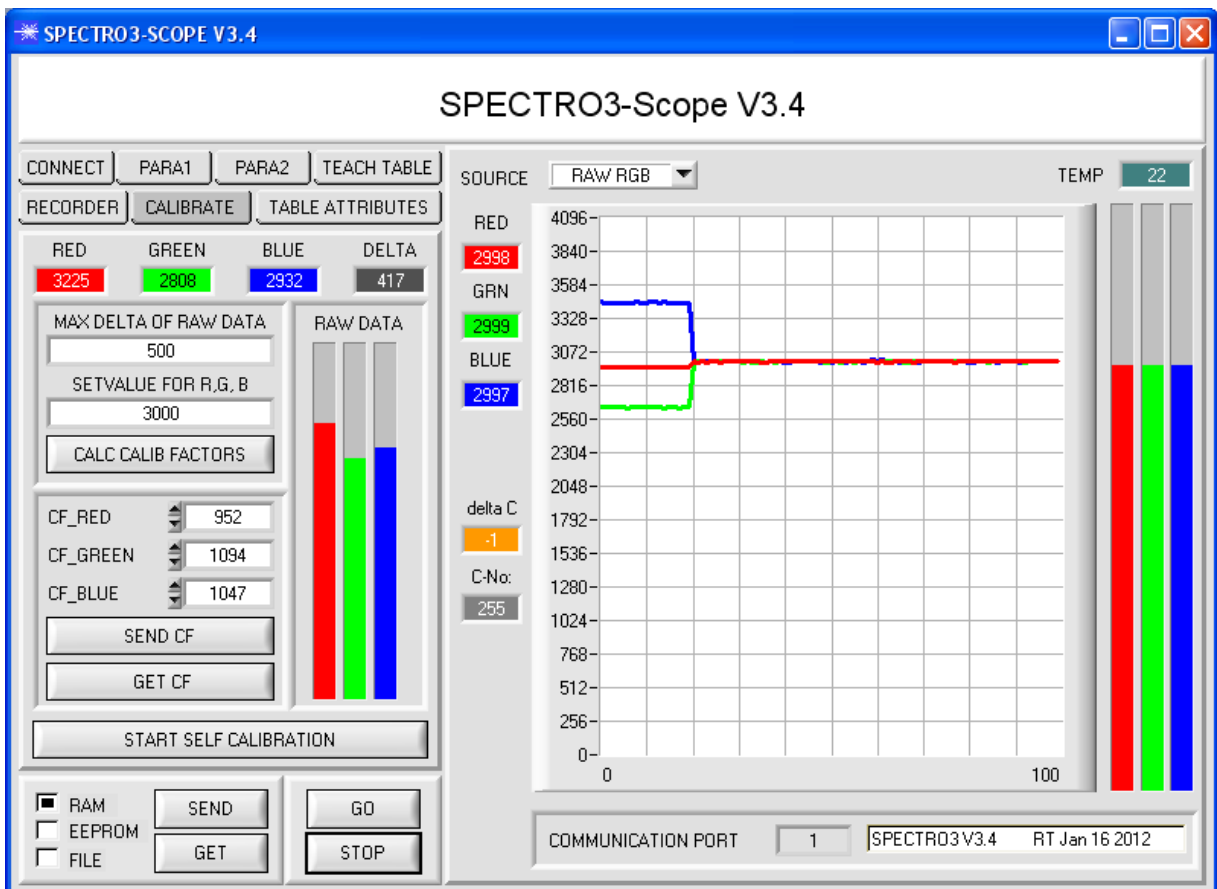 SPECTRO3-SCOPE V3.4
SPECTRO3-Scope V3.4
CONNECT PARA1 PARA2 TEACH TABLE
RECORDER CALIBRATE TABLE ATTRIBUTES
RED GREEN BLUE DELTA
3225 2808 2932 417
MAX DELTA OF RAW DATA
500
SETVALUE FOR R,G, B
3000
CALC CALIB FACTORS
RAW DATA
CF_RED 952
CF_GREEN 1094
CF_BLUE 1047
SEND CF
GET CF
START SELF CALIBRATION
RAM
EEPROM
FILE
SEND
GET
GO
STOP
SOURCE RAW RGB
TEMP 22
RED
2998
GRN
2999
BLUE
2997
delta C
-1
C-No:
255
4096
3840
3584
3328
3072
2816
2560
2304
2048
1792
1536
1280
1024
768
512
256
0
0 100
COMMUNICATION PORT 1 SPECTRO3 V3.4 RT Jan 16 2012